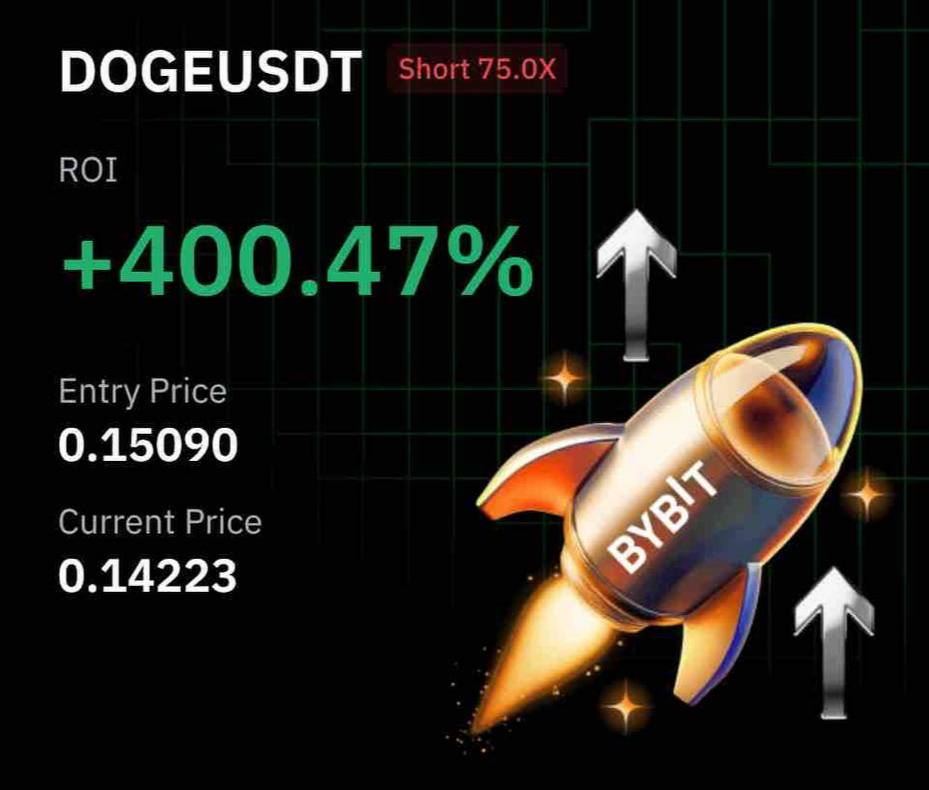 DOGEUSDT Short 75.0X
ROI
+400.47%
Entry Price
0.15090
Current Price
0.14223
BYBIT